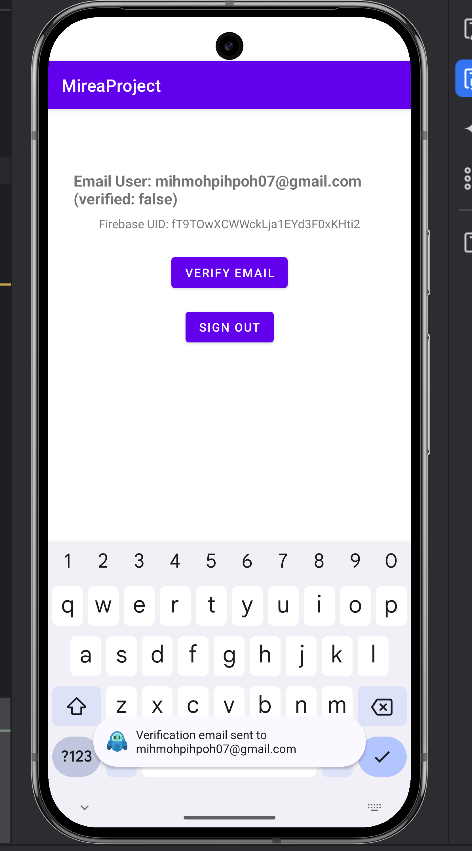 MireaProject
Email User: mihmohpihpoh07@gmail.com
(verified: false)
Firebase UID: fT9TOwXCWWckLja1EYd3F0xKHti2
VERIFY EMAIL
SIGN OUT
1 2 3 4 5 6 7 8 9 0
q w e r t y u i o p
a s d f g h j k l
z x c v b n m
?123
Verification email sent to
mihmohpihpoh07@gmail.com